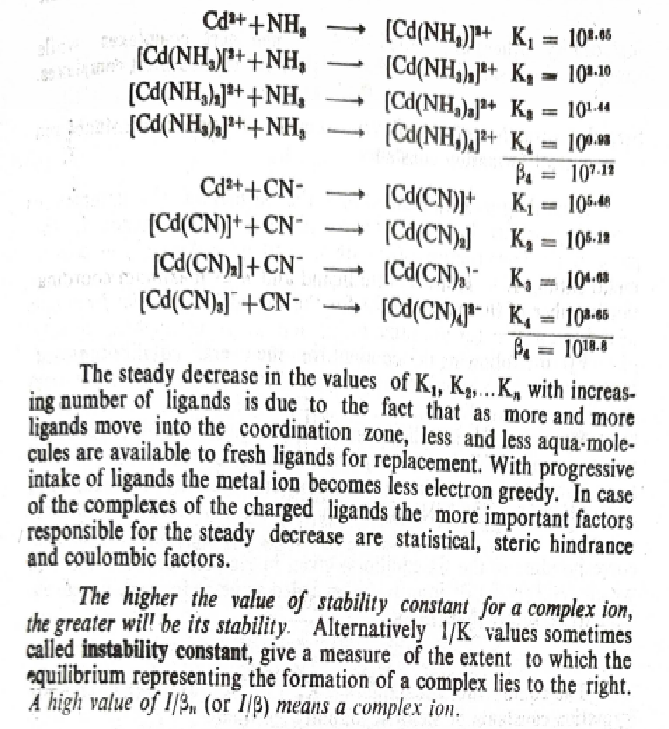 Cd²⁺+NH₃ ⟶ [Cd(NH₃)]²⁺ K₁ = 10²·⁶⁵
[Cd(NH₃)[²⁺+NH₃ ⟶ [Cd(NH₃)₂]²⁺ K₂ = 10²·¹⁰
[Cd(NH₃)₂]²⁺+NH₃ ⟶ [Cd(NH₃)₃]²⁺ K₃ = 10¹·⁴⁴
[Cd(NH₃)₃]²⁺+NH₃ ⟶ [Cd(NH₃)₄]²⁺ K₄ = 10⁰·⁹³
β₄ = 10⁷·¹²
Cd²⁺+CN⁻ ⟶ [Cd(CN)]⁺ K₁ = 10⁵·⁴⁸
[Cd(CN)]⁺+CN⁻ ⟶ [Cd(CN)₂] K₂ = 10⁵·¹²
[Cd(CN)₂]+CN⁻ ⟶ [Cd(CN)₃'⁻ K₃ = 10⁴·⁶³
[Cd(CN)₃]⁻+CN⁻ ⟶ [Cd(CN)₄]²⁻ K₄ = 10³·⁶⁵
β₄ = 10¹⁸·⁸
The steady decrease in the values of K₁, K₂,...Kₙ with increas-
ing number of ligands is due to the fact that as more and more
ligands move into the coordination zone, less and less aqua-mole-
cules are available to fresh ligands for replacement. With progressive
intake of ligands the metal ion becomes less electron greedy. In case
of the complexes of the charged ligands the more important factors
responsible for the steady decrease are statistical, steric hindrance
and coulombic factors.
The higher the value of stability constant for a complex ion,
the greater will be its stability. Alternatively 1/K values sometimes
called instability constant, give a measure of the extent to which the
equilibrium representing the formation of a complex lies to the right.
A high value of I/βₙ (or I/β) means a complex ion.